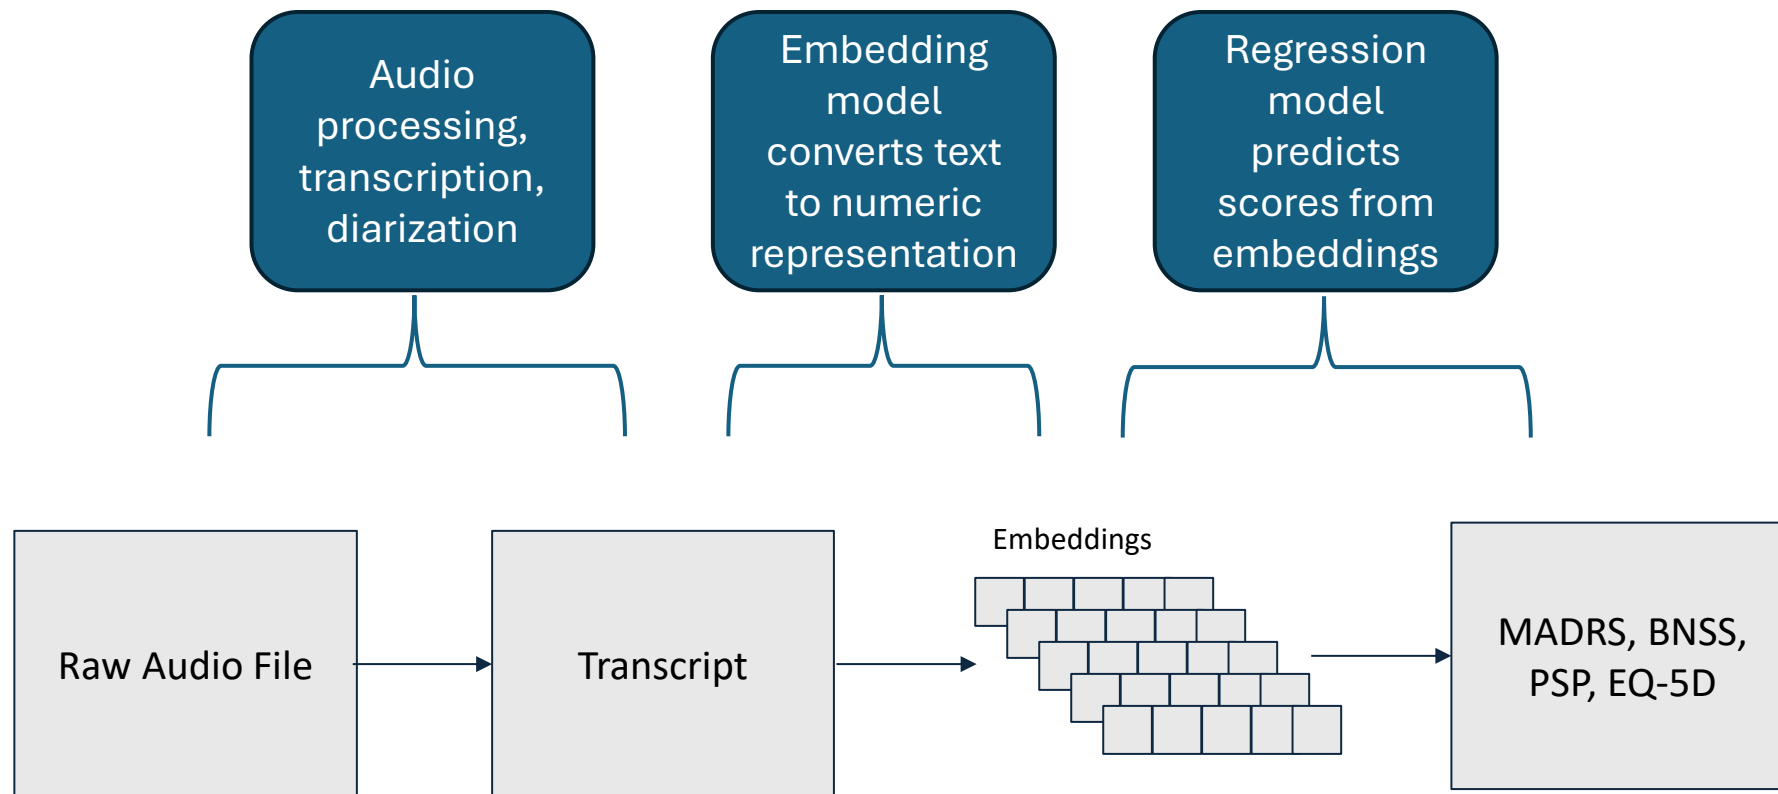 Audio
processing,
transcription,
diarization
Embedding
model
converts text
to numeric
representation
Regression
model
predicts
scores from
embeddings
Raw Audio File
Transcript
Embeddings
MADRS, BNSS,
PSP, EQ-5D